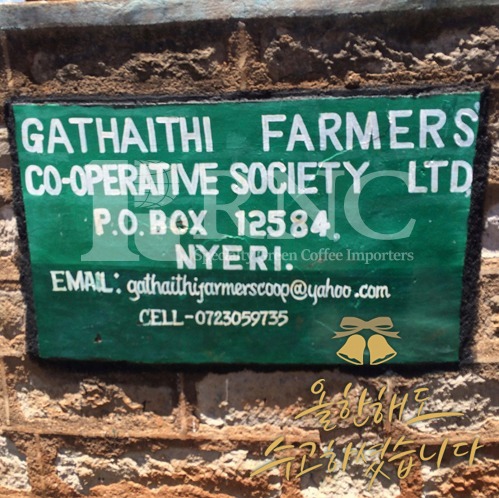 GATHAITHI FARMERS
CO-OPERATIVE SOCIETY LTD
RNC
P.O. BOX 12584,
Specialty Green Coffee Importers
NYERI.
EMAIL: gathaithifarmerscoop@yahoo.com
CELL-0723059735
올 한해도
수고하셨습니다